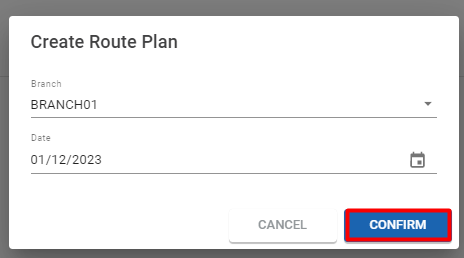 Create Route Plan
Branch
BRANCH01
Date
01/12/2023
CANCEL
CONFIRM